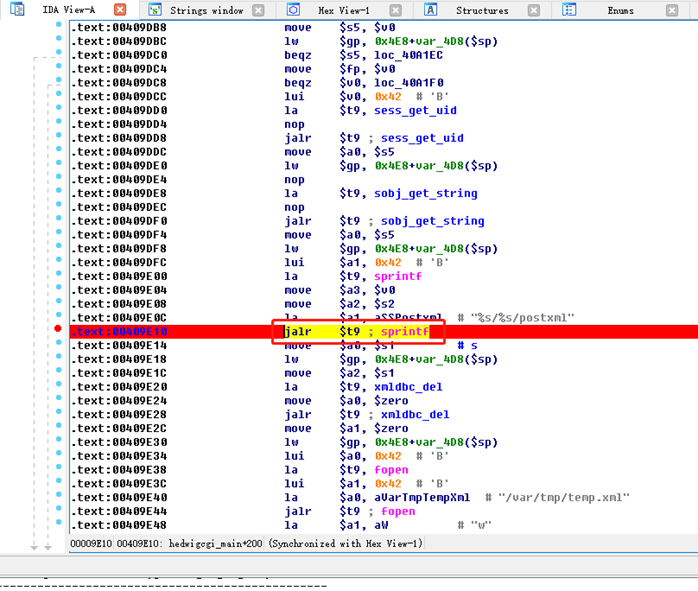 IDA View-A Strings window Hex View-1 Structures Enums
.text:00409DB8 move $s5, $v0
.text:00409DBC lw $gp, 0x4E8+var_4D8($sp)
.text:00409DC0 beqz $s5, loc_40A1EC
.text:00409DC4 move $fp, $v0
.text:00409DC8 beqz $v0, loc_40A1F0
.text:00409DCC lui $v0, 0x42 # 'B'
.text:00409DD0 la $t9, sess_get_uid
.text:00409DD4 nop
.text:00409DD8 jalr $t9 ; sess_get_uid
.text:00409DDC move $a0, $s5
.text:00409DE0 lw $gp, 0x4E8+var_4D8($sp)
.text:00409DE4 nop
.text:00409DE8 la $t9, sobj_get_string
.text:00409DEC nop
.text:00409DF0 jalr $t9 ; sobj_get_string
.text:00409DF4 move $a0, $s5
.text:00409DF8 lw $gp, 0x4E8+var_4D8($sp)
.text:00409DFC lui $a1, 0x42 # 'B'
.text:00409E00 la $t9, sprintf
.text:00409E04 move $a3, $v0
.text:00409E08 move $a2, $s2
.text:00409E0C la $a1, aSSPostxml # "%s/%s/postxml"
.text:00409E10 jalr $t9 ; sprintf
.text:00409E14 move $a0, $s1 # s
.text:00409E18 lw $gp, 0x4E8+var_4D8($sp)
.text:00409E1C move $a2, $s1
.text:00409E20 la $t9, xmldbc_del
.text:00409E24 move $a0, $zero
.text:00409E28 jalr $t9 ; xmldbc_del
.text:00409E2C move $a1, $zero
.text:00409E30 lw $gp, 0x4E8+var_4D8($sp)
.text:00409E34 lui $a0, 0x42 # 'B'
.text:00409E38 la $t9, fopen
.text:00409E3C lui $a1, 0x42 # 'B'
.text:00409E40 la $a0, aVarTmpTempXml # "/var/tmp/temp.xml"
.text:00409E44 jalr $t9 ; fopen
.text:00409E48 la $a1, aW # "w"
00009E10 00409E10: hedwigcgi_main+200 (Synchronized with Hex View-1)